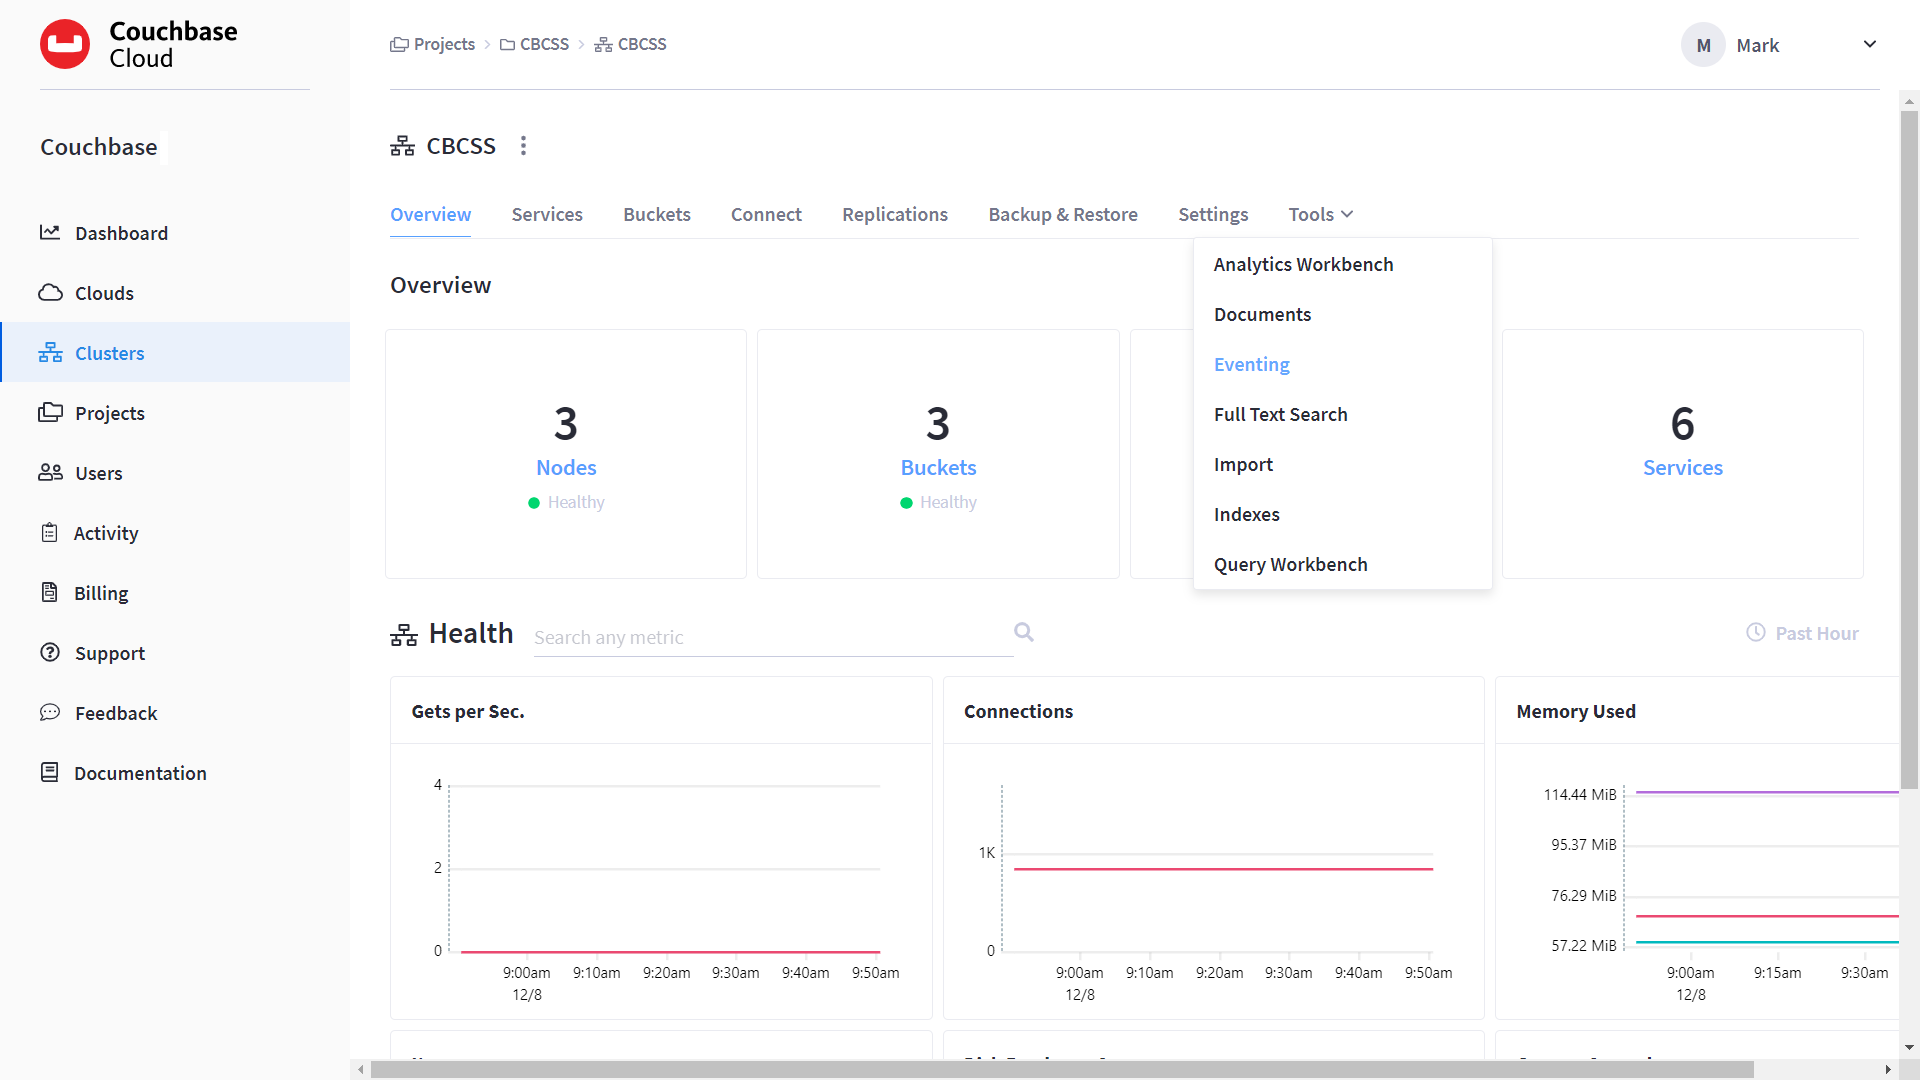 Couchbase
Cloud
Projects
CBCSS
CBCSS
M
Mark
Couchbase
Dashboard
Clouds
Clusters
Projects
Users
Activity
Billing
Support
Feedback
Documentation
CBCSS
Overview
Services
Buckets
Connect
Replications
Backup & Restore
Settings
Tools
Analytics Workbench
Documents
Eventing
Full Text Search
Import
Indexes
Query Workbench
Overview
3
Nodes
Healthy
3
Buckets
Healthy
6
Services
Health
Search any metric
Past Hour
Gets per Sec.
4
2
0
9:00am 9:10am 9:20am 9:30am 9:40am 9:50am
12/8
Connections
1K
0
9:00am 9:10am 9:20am 9:30am 9:40am 9:50am
12/8
Memory Used
114.44 MiB
95.37 MiB
76.29 MiB
57.22 MiB
9:00am 9:15am 9:30am
12/8